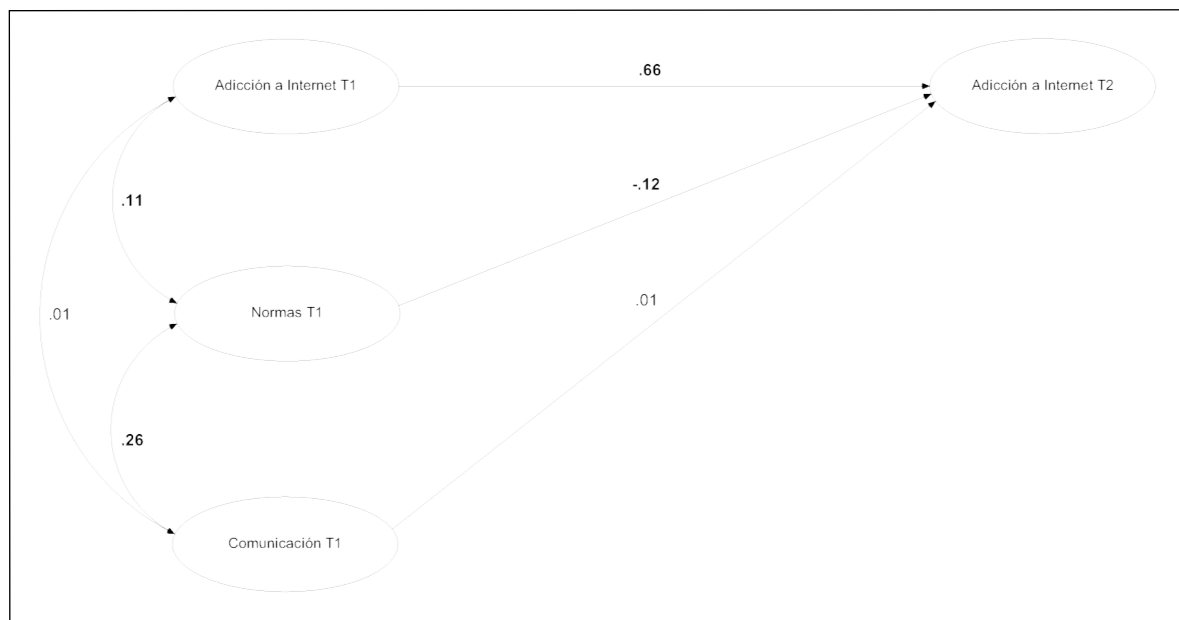 Adicción a Internet T1
.66
Adicción a Internet T2
-.12
.11
.01
Normas T1
.01
.26
Comunicación T1